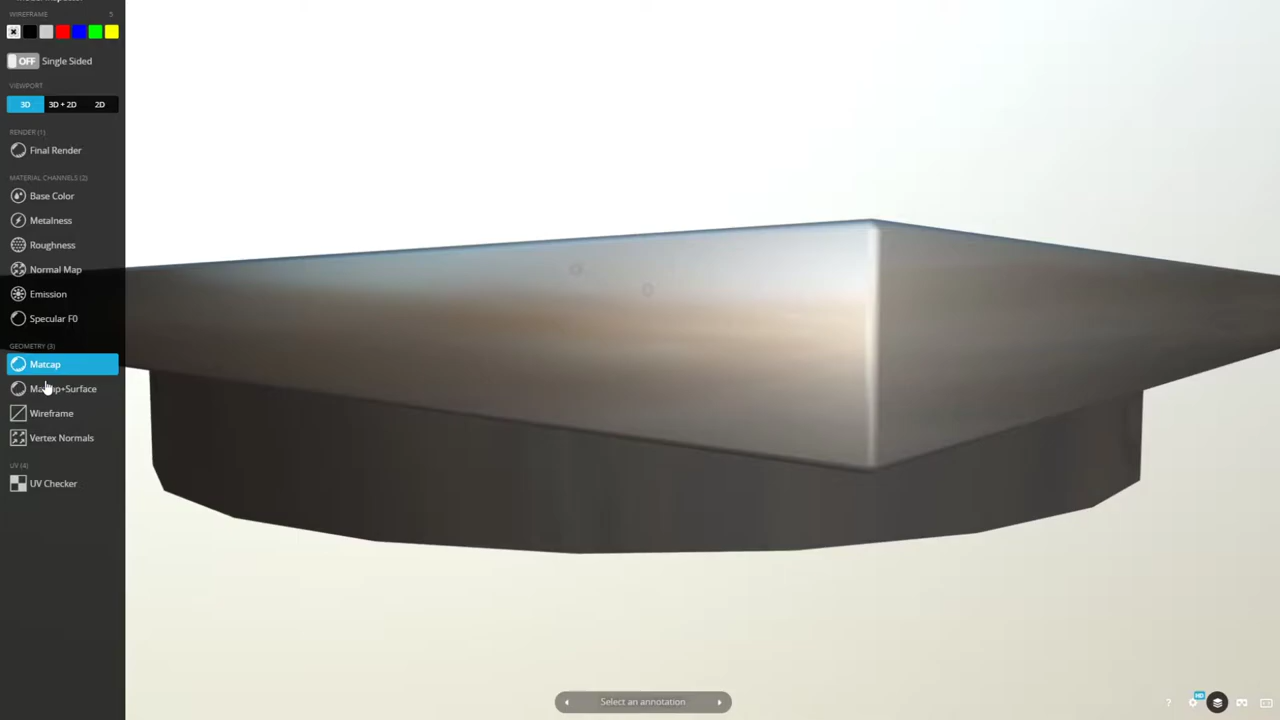 WIREFRAME 5
OFF Single Sided
VIEWPORT
3D 3D + 2D 2D
RENDER (1)
Final Render
MATERIAL CHANNELS (2)
Base Color
Metalness
Roughness
Normal Map
Emission
Specular F0
GEOMETRY (3)
Matcap
Matcap+Surface
Wireframe
Vertex Normals
UV (4)
UV Checker
Select an annotation
? HD